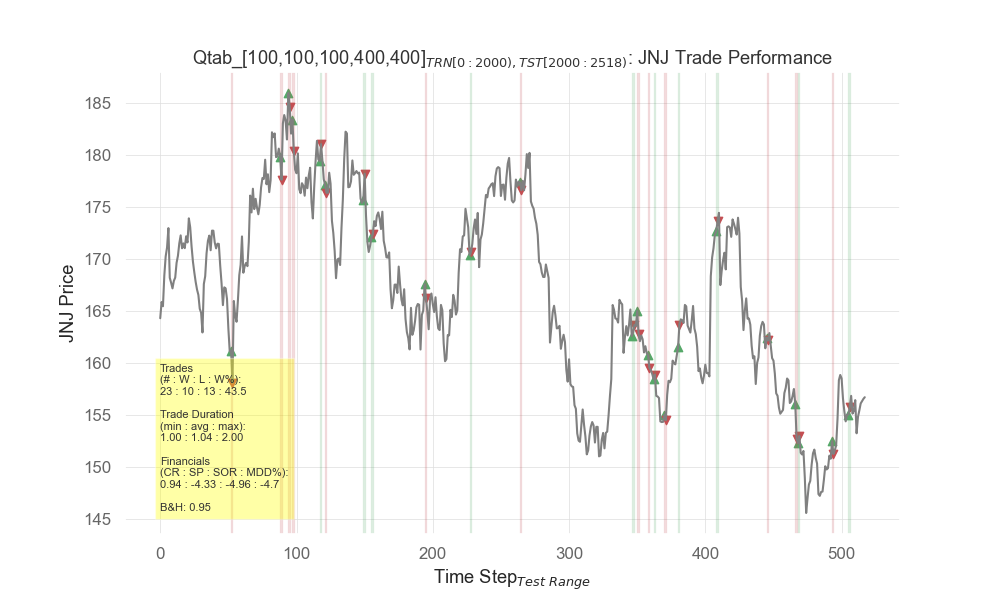 Qtab_[100,100,100,400,400]TRN[0:2000),TST[2000:2518): JNJ Trade Performance
185
180
175
170
165
160
155
150
145
JNJ Price
Trades
(# : W : L : W%):
23 : 10 : 13 : 43.5
Trade Duration
(min : avg : max):
1.00 : 1.04 : 2.00
Financials
(CR : SP : SOR : MDD%):
0.94 : -4.33 : -4.96 : -4.7
B&H: 0.95
0 100 200 300 400 500
Time StepTest Range